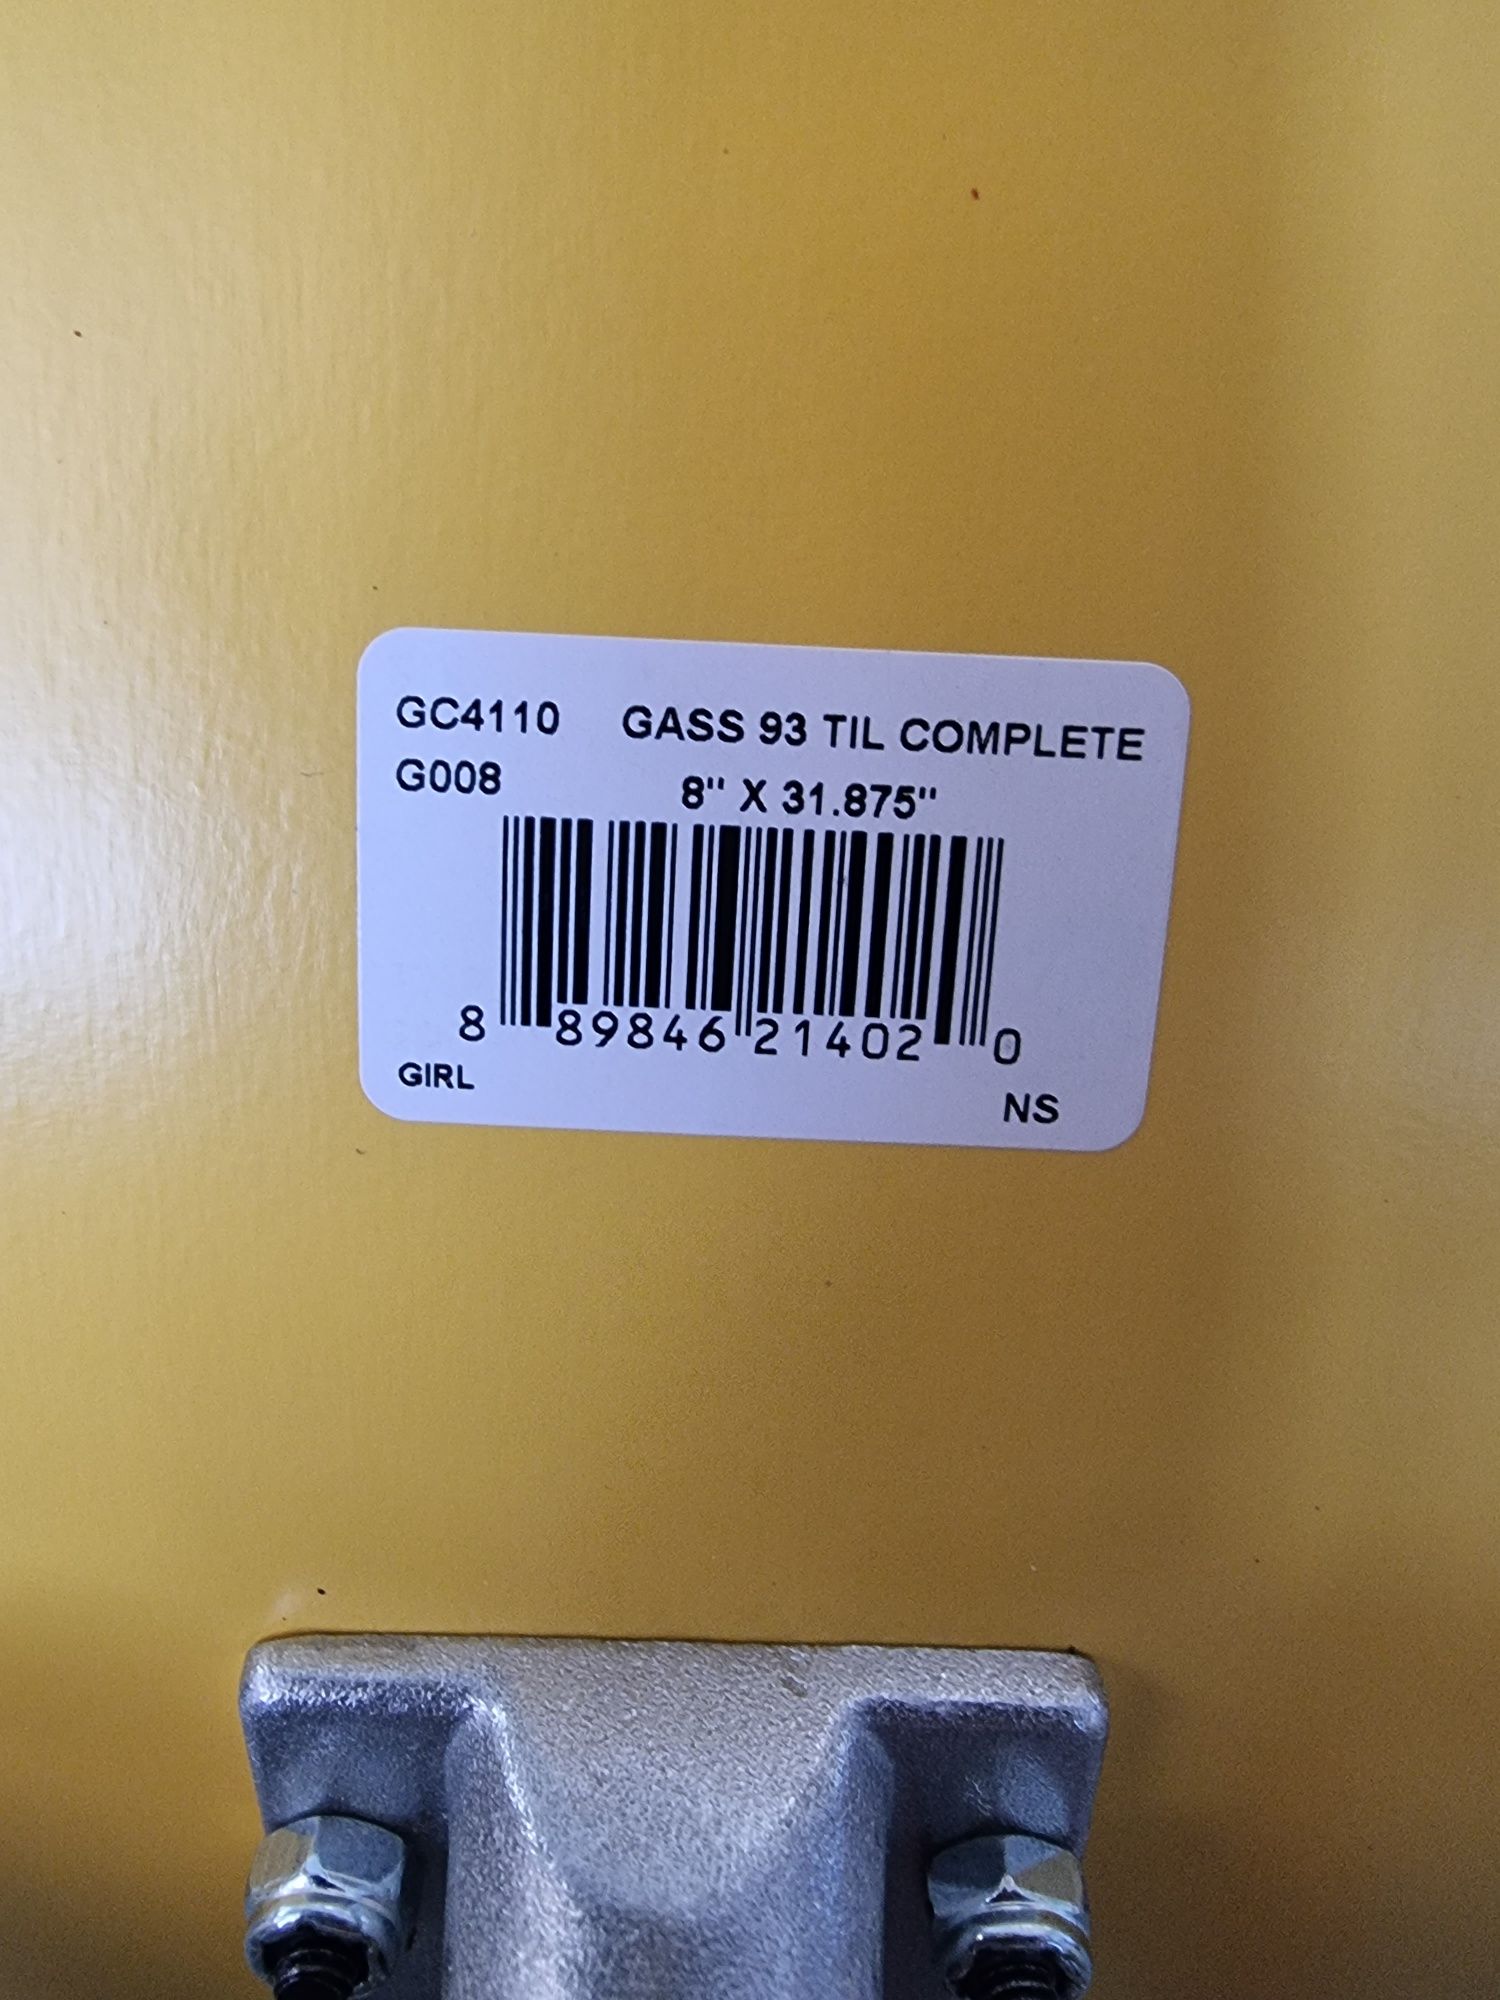 GC4110 GASS 93 TIL COMPLETE
G008 8" X 31.875"
8 89846 21402 0
GIRL NS